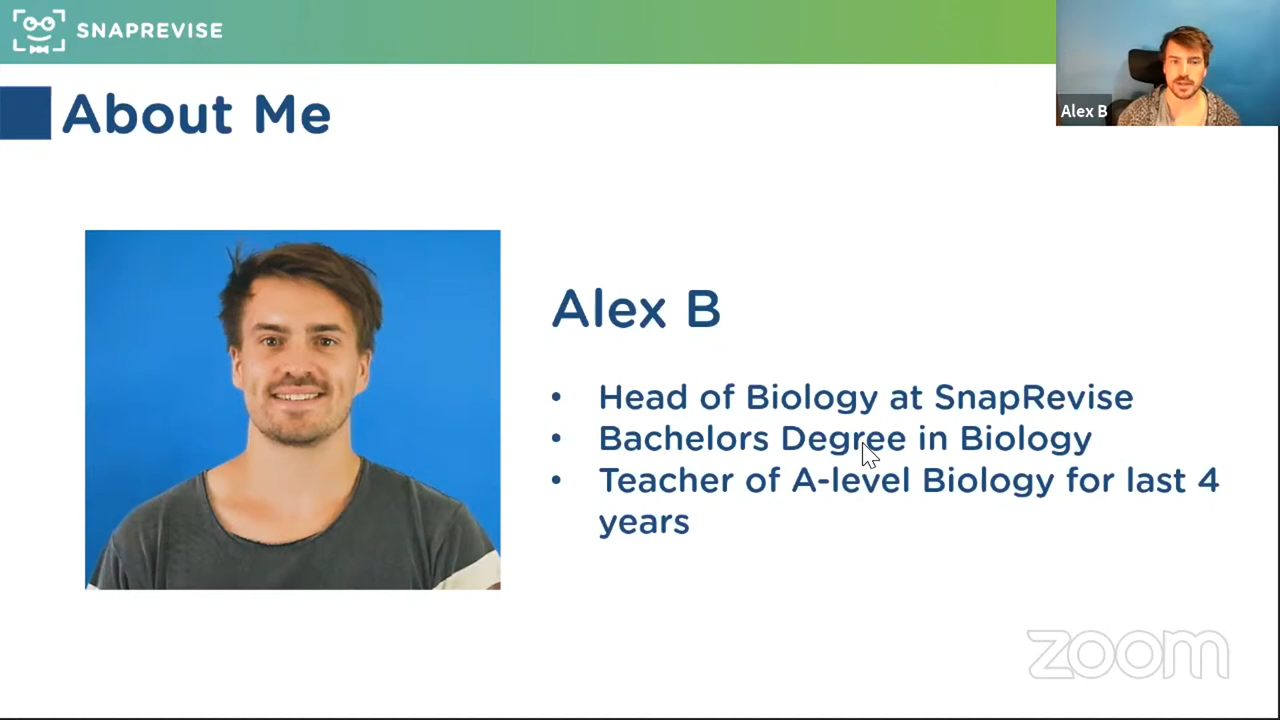 SNAPREVISE
Alex B
About Me
Alex B
• Head of Biology at SnapRevise
• Bachelors Degree in Biology
• Teacher of A-level Biology for last 4
years
zoom